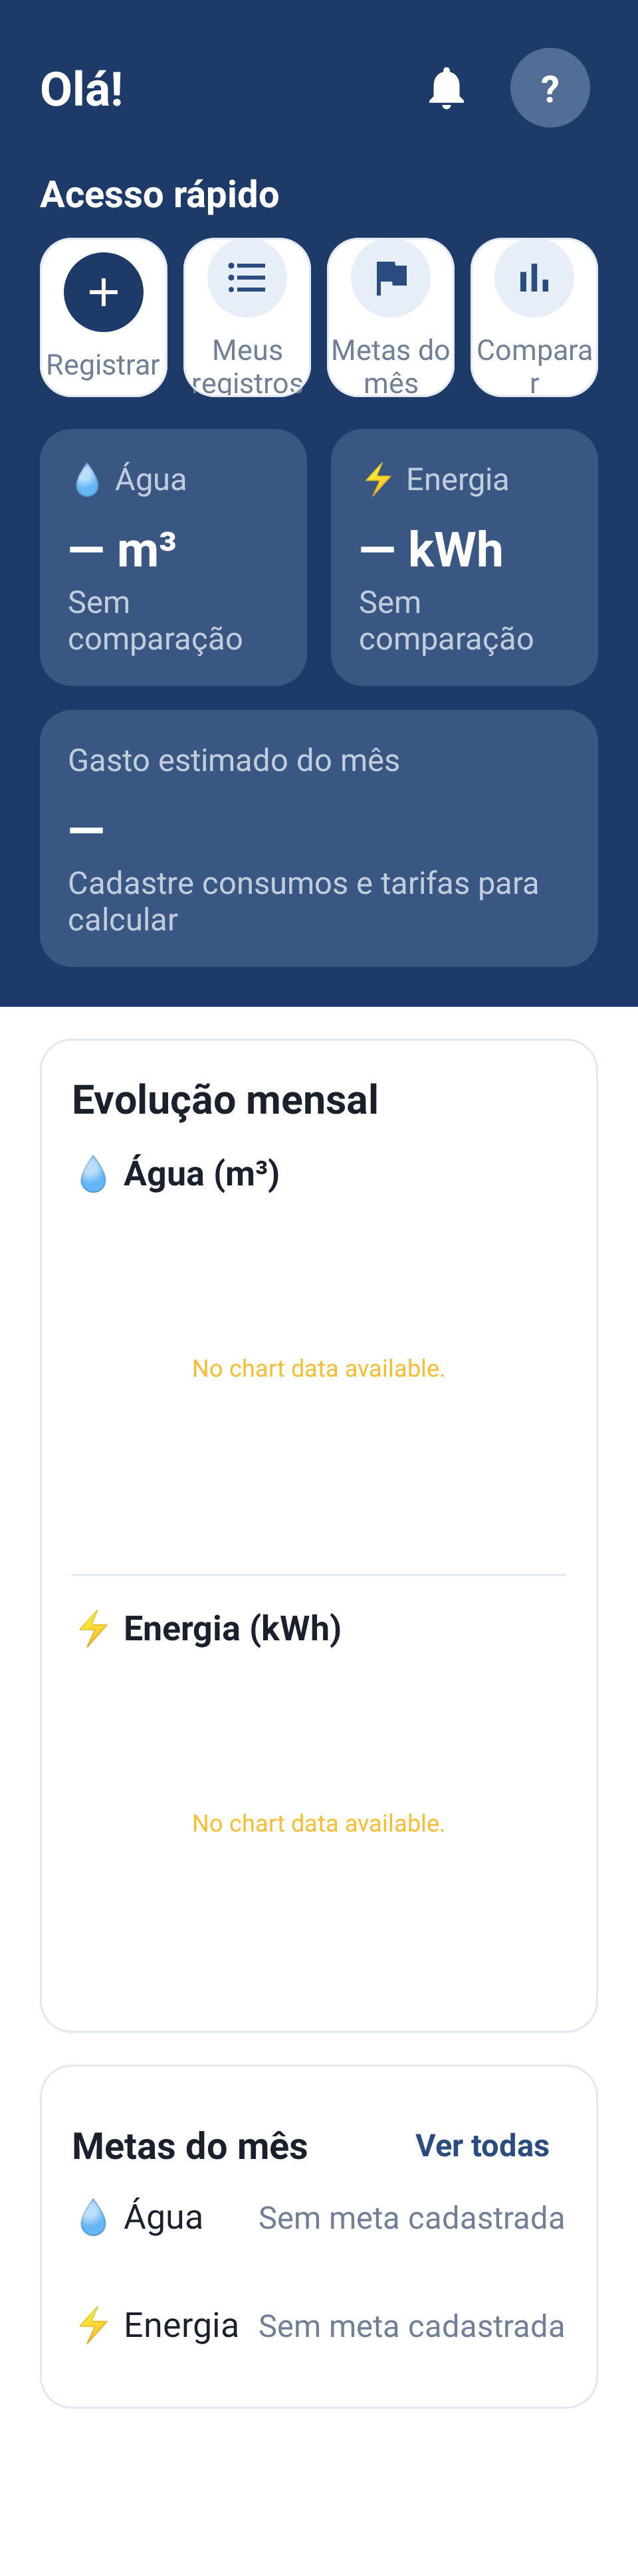 Olá!
?
Acesso rápido
Registrar
Meus
registros
Metas do
mês
Compara
r
Água
— m³
Sem
comparação
Energia
— kWh
Sem
comparação
Gasto estimado do mês
—
Cadastre consumos e tarifas para
calcular
Evolução mensal
Água (m³)
No chart data available.
Energia (kWh)
No chart data available.
Metas do mês
Ver todas
Água
Sem meta cadastrada
Energia
Sem meta cadastrada